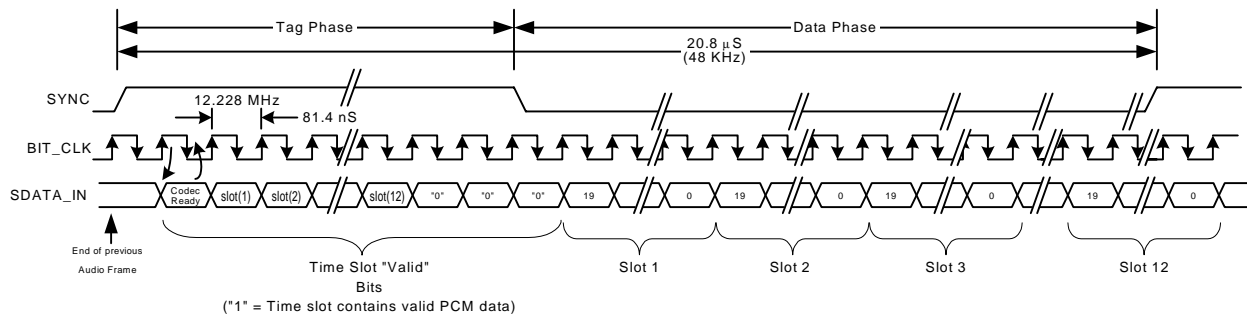 Tag Phase
Data Phase
20.8 μS
(48 KHz)
SYNC
12.228 MHz
81.4 nS
BIT_CLK
SDATA_IN
Codec
Ready
slot(1)
slot(2)
slot(12)
"0"
"0"
"0"
19
0
19
0
19
0
19
0
End of previous
Audio Frame
Time Slot "Valid"
Bits
("1" = Time slot contains valid PCM data)
Slot 1
Slot 2
Slot 3
Slot 12